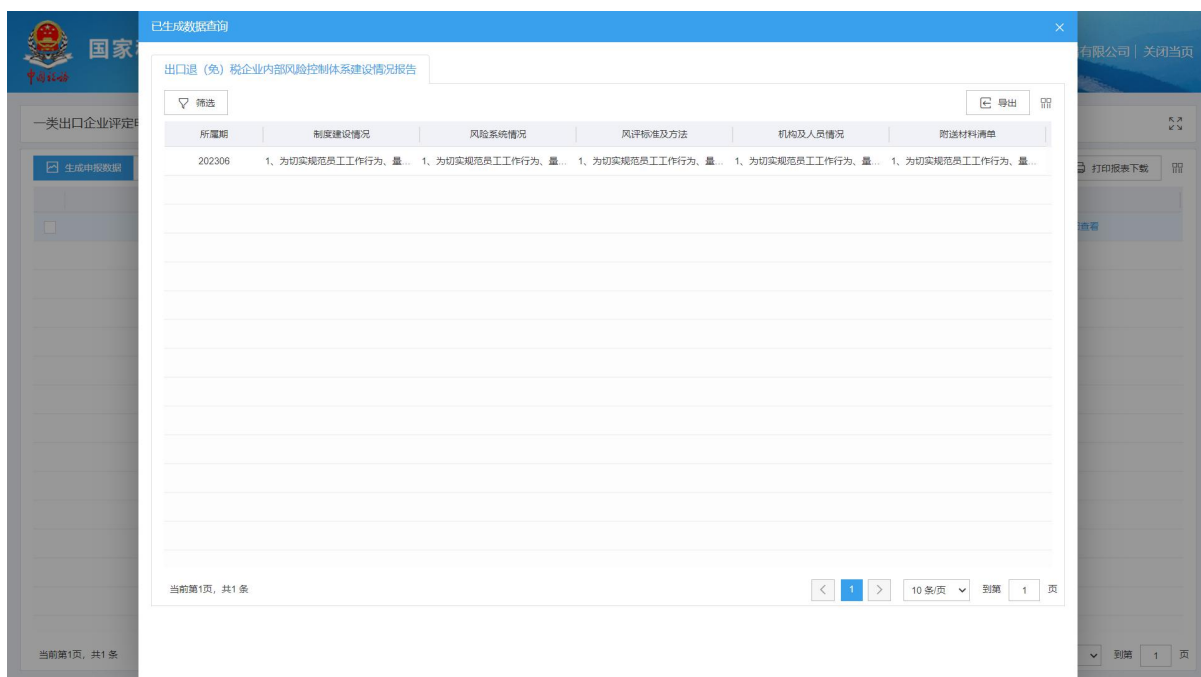 已生成数据查询
国家
中国税务
有限公司 | 关闭当页
出口退（免）税企业内部风险控制体系建设情况报告
筛选
导出
一类出口企业评定
所属期 制度建设情况 风险系统情况 风评标准及方法 机构及人员情况 附送材料清单
202306 1、为切实规范员工工作行为、量... 1、为切实规范员工工作行为、量... 1、为切实规范员工工作行为、量... 1、为切实规范员工工作行为、量... 1、为切实规范员工工作行为、量...
生成申报数据
打印报表下载
查看
当前第1页，共1 条
1
10 条/页
到第 1 页
当前第1页，共1 条
到第 1 页